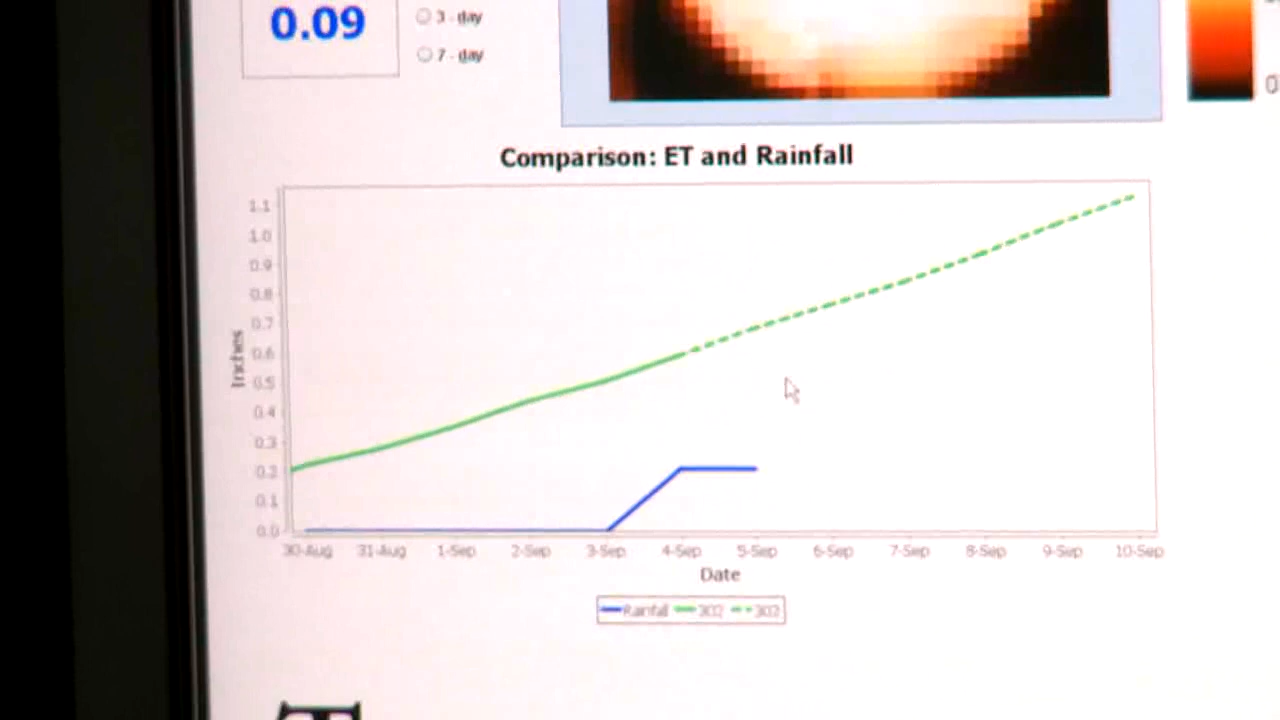 0.09
3 - day
7 - day
0
Comparison: ET and Rainfall
1.1
1.0
0.9
0.8
0.7
0.6
0.5
0.4
0.3
0.2
0.1
0.0
Inches
30-Aug 31-Aug 1-Sep 2-Sep 3-Sep 4-Sep 5-Sep 6-Sep 7-Sep 8-Sep 9-Sep 10-Sep
Date
Rainfall 302 302